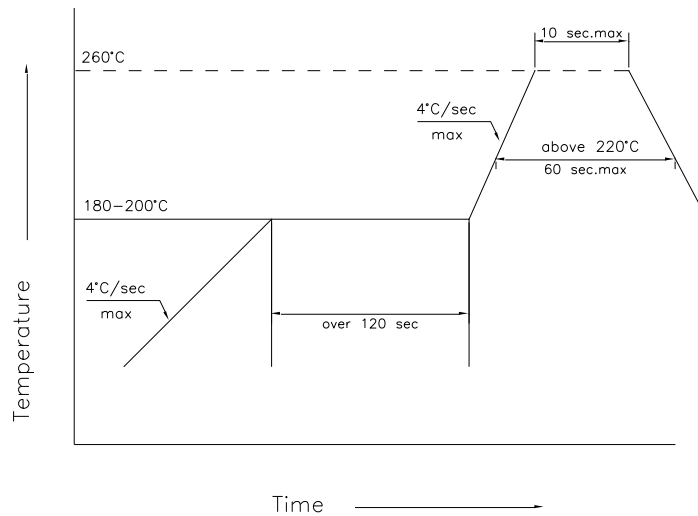 10 sec.max
260°C
4°C/sec
max
above 220°C
60 sec.max
180-200°C
4°C/sec
max
over 120 sec
Temperature
Time